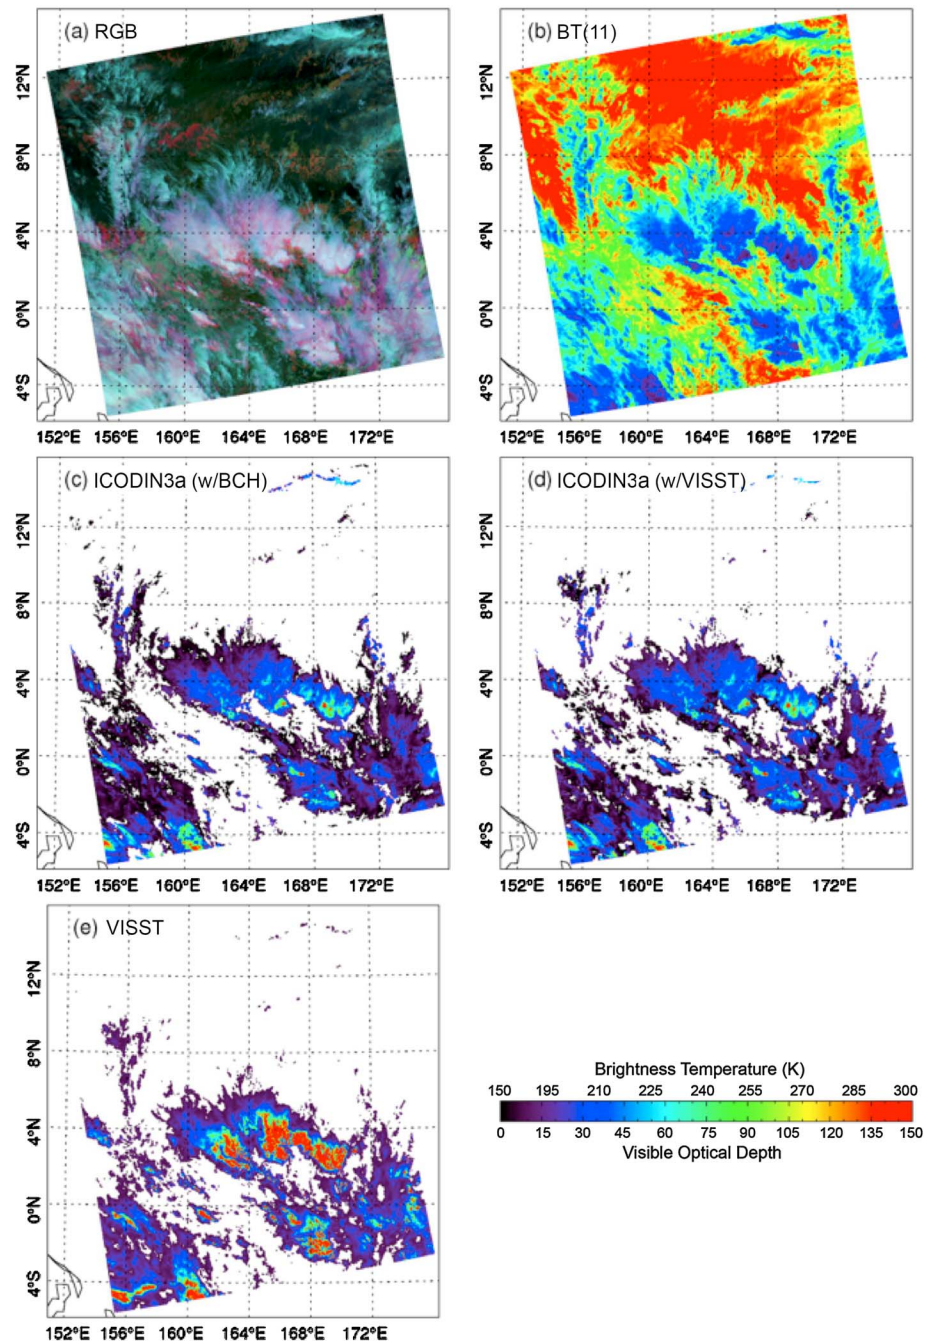 (a) RGB
(b) BT(11)
12°N
8°N
4°N
0°N
4°S
152°E 156°E 160°E 164°E 168°E 172°E
12°N
8°N
4°N
0°N
4°S
152°E 156°E 160°E 164°E 168°E 172°E
(c) ICODIN3a (w/BCH)
(d) ICODIN3a (w/VISST)
12°N
8°N
4°N
0°N
4°S
152°E 156°E 160°E 164°E 168°E 172°E
12°N
8°N
4°N
0°N
4°S
152°E 156°E 160°E 164°E 168°E 172°E
(e) VISST
12°N
8°N
4°N
0°N
4°S
152°E 156°E 160°E 164°E 168°E 172°E
Brightness Temperature (K)
150 195 210 225 240 255 270 285 300
0 15 30 45 60 75 90 105 120 135 150
Visible Optical Depth